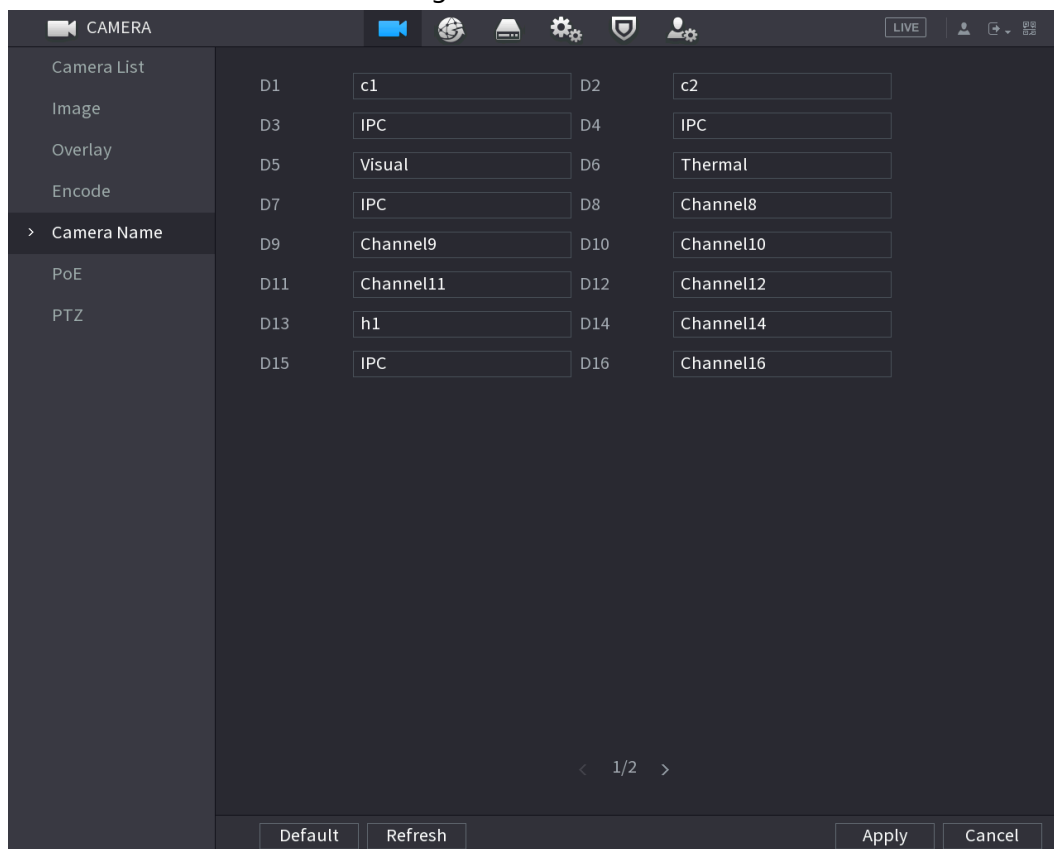 CAMERA LIVE
Camera List
Image
Overlay
Encode
> Camera Name
PoE
PTZ
D1 c1 D2 c2
D3 IPC D4 IPC
D5 Visual D6 Thermal
D7 IPC D8 Channel8
D9 Channel9 D10 Channel10
D11 Channel11 D12 Channel12
D13 h1 D14 Channel14
D15 IPC D16 Channel16
< 1/2 >
Default Refresh Apply Cancel